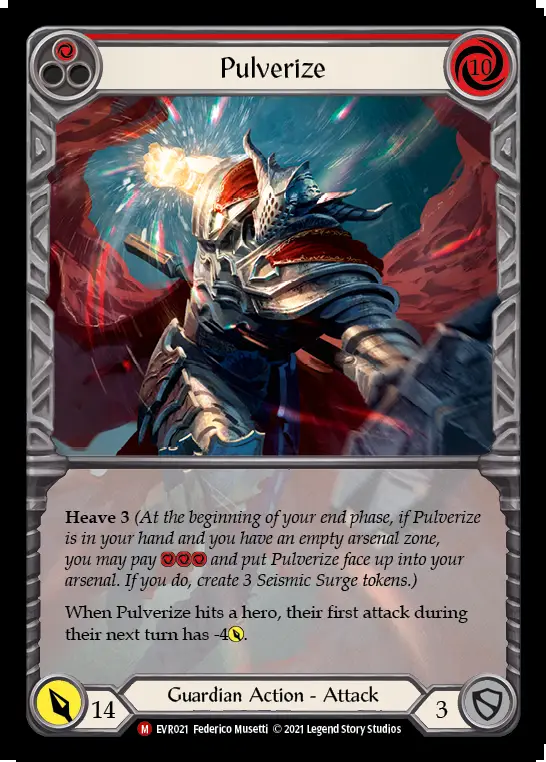 Pulverize
10
Heave 3 (At the beginning of your end phase, if Pulverize
is in your hand and you have an empty arsenal zone,
you may pay and put Pulverize face up into your
arsenal. If you do, create 3 Seismic Surge tokens.)
When Pulverize hits a hero, their first attack during
their next turn has -4.
14
Guardian Action - Attack
3
M EVR021 Federico Musetti © 2021 Legend Story Studios